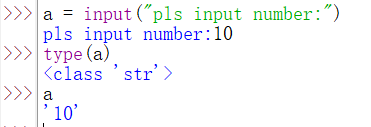 >>> a = input("pls input number:")
pls input number:10
>>> type(a)
<class 'str'>
>>> a
'10'